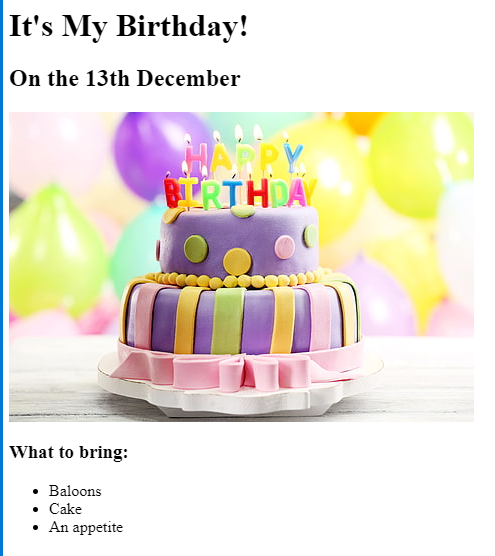 It's My Birthday!
On the 13th December
HAPPY
BIRTHDAY
What to bring:
Baloons
Cake
An appetite